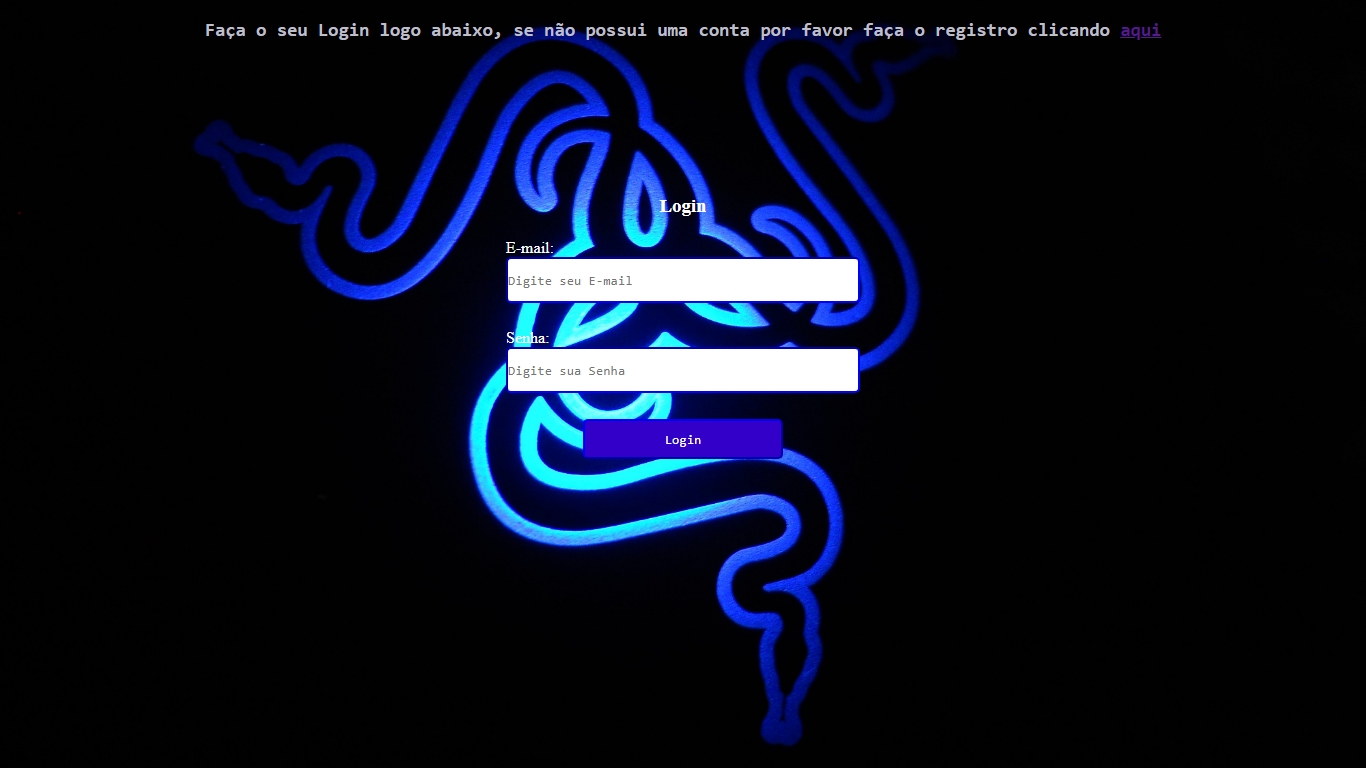 Faça o seu Login logo abaixo, se não possui uma conta por favor faça o registro clicando aqui
Login
E-mail:
Digite seu E-mail
Senha:
Digite sua Senha
Login